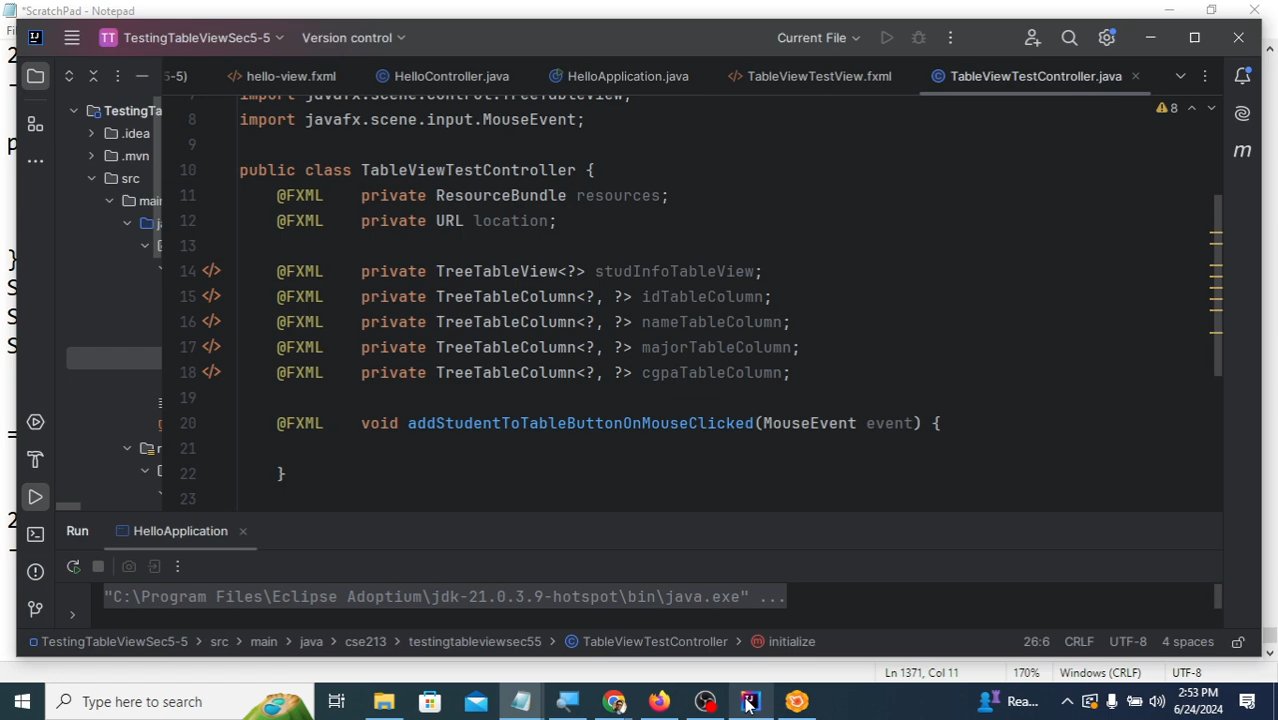 *ScratchPad - Notepad
TT TestingTableViewSec5-5 Version control Current File
5-5) hello-view.fxml HelloController.java HelloApplication.java TableViewTestView.fxml TableViewTestController.java
TestingTa
.idea
.mvn
src
mai
8
8 import javafx.scene.input.MouseEvent;
9
10 public class TableViewTestController {
11 @FXML private ResourceBundle resources;
12 @FXML private URL location;
13
14 @FXML private TreeTableView<?> studInfoTableView;
15 @FXML private TreeTableColumn<?, ?> idTableColumn;
16 @FXML private TreeTableColumn<?, ?> nameTableColumn;
17 @FXML private TreeTableColumn<?, ?> majorTableColumn;
18 @FXML private TreeTableColumn<?, ?> cgpaTableColumn;
19
20 @FXML void addStudentToTableButtonOnMouseClicked(MouseEvent event) {
21
22 }
23
Run HelloApplication
"C:\Program Files\Eclipse Adoptium\jdk-21.0.3.9-hotspot\bin\java.exe" ...
TestingTableViewSec5-5 > src > main > java > cse213 > testingtableviewsec55 > TableViewTestController > initialize 26:6 CRLF UTF-8 4 spaces
Ln 1371, Col 11 170% Windows (CRLF) UTF-8
Type here to search Rea... 2:53 PM
6/24/2024